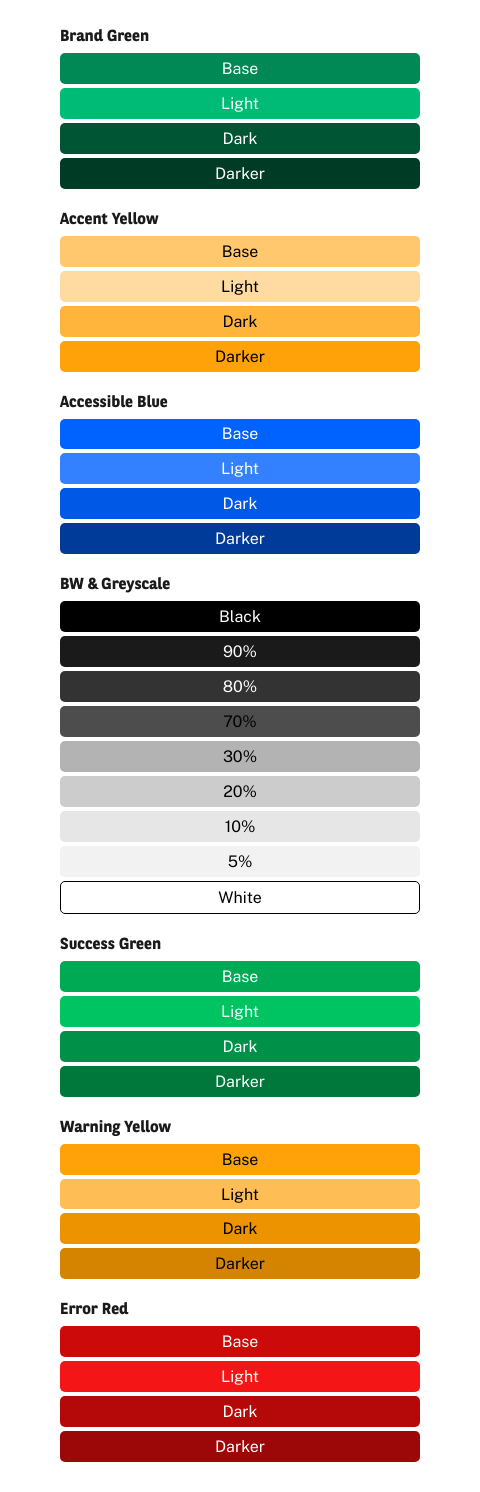 Brand Green
Base
Light
Dark
Darker
Accent Yellow
Base
Light
Dark
Darker
Accessible Blue
Base
Light
Dark
Darker
BW & Greyscale
Black
90%
80%
70%
30%
20%
10%
5%
White
Success Green
Base
Light
Dark
Darker
Warning Yellow
Base
Light
Dark
Darker
Error Red
Base
Light
Dark
Darker